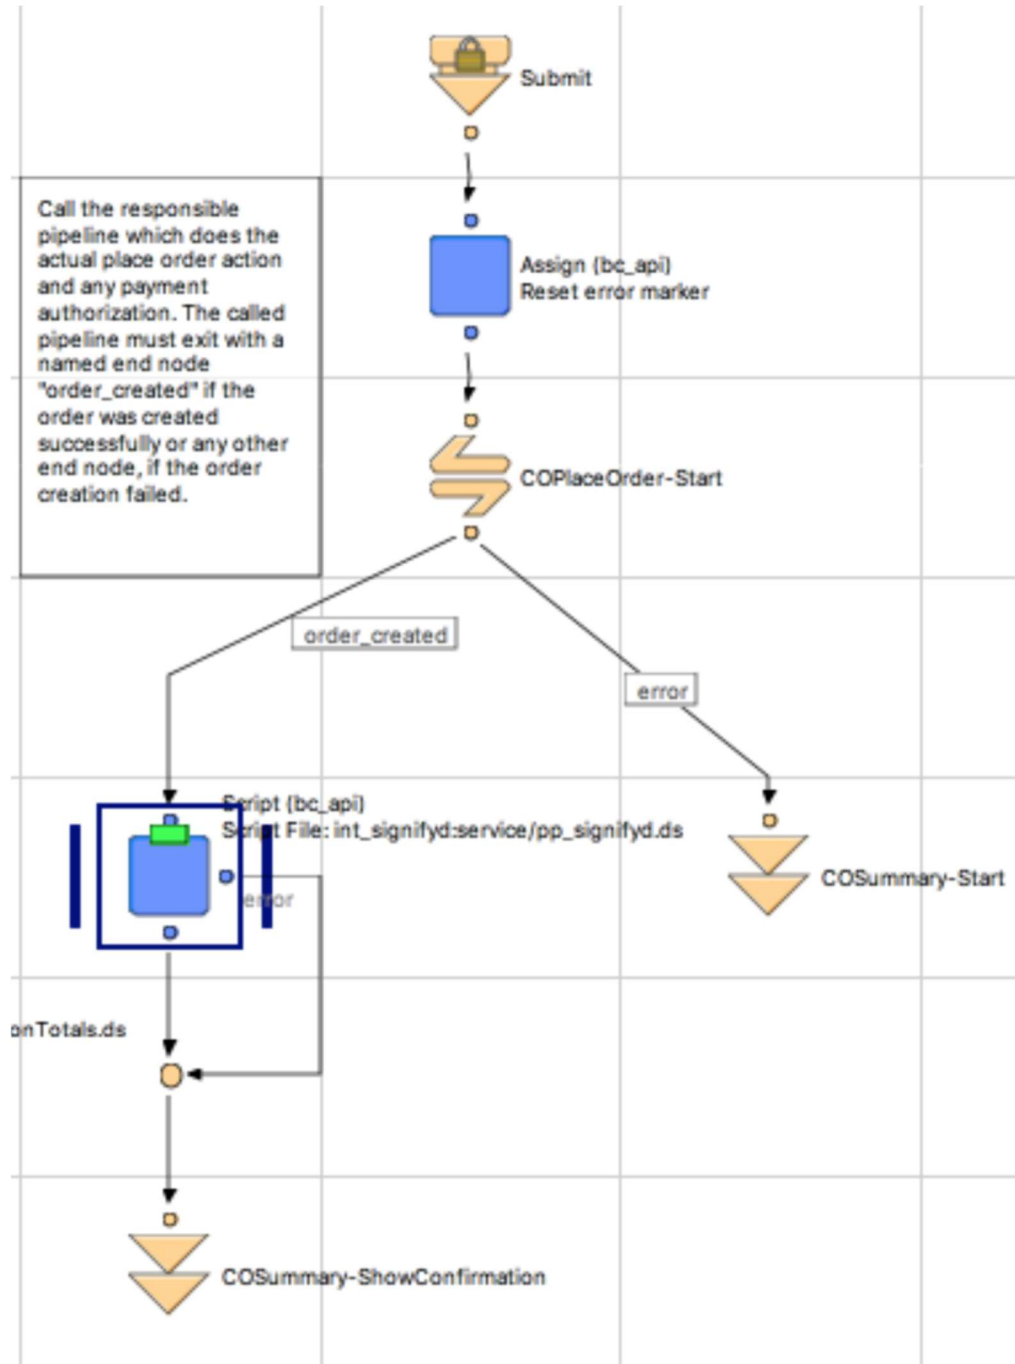 Submit
Call the responsible
pipeline which does the
actual place order action
and any payment
authorization. The called
pipeline must exit with a
named end node
"order_created" if the
order was created
successfully or any other
end node, if the order
creation failed.
Assign (bc_api)
Reset error marker
COPlaceOrder-Start
order_created
error
Script (bc_api)
Script File: int_signifyd:service/pp_signifyd.ds
error
COSummary-Start
onTotals.ds
COSummary-ShowConfirmation